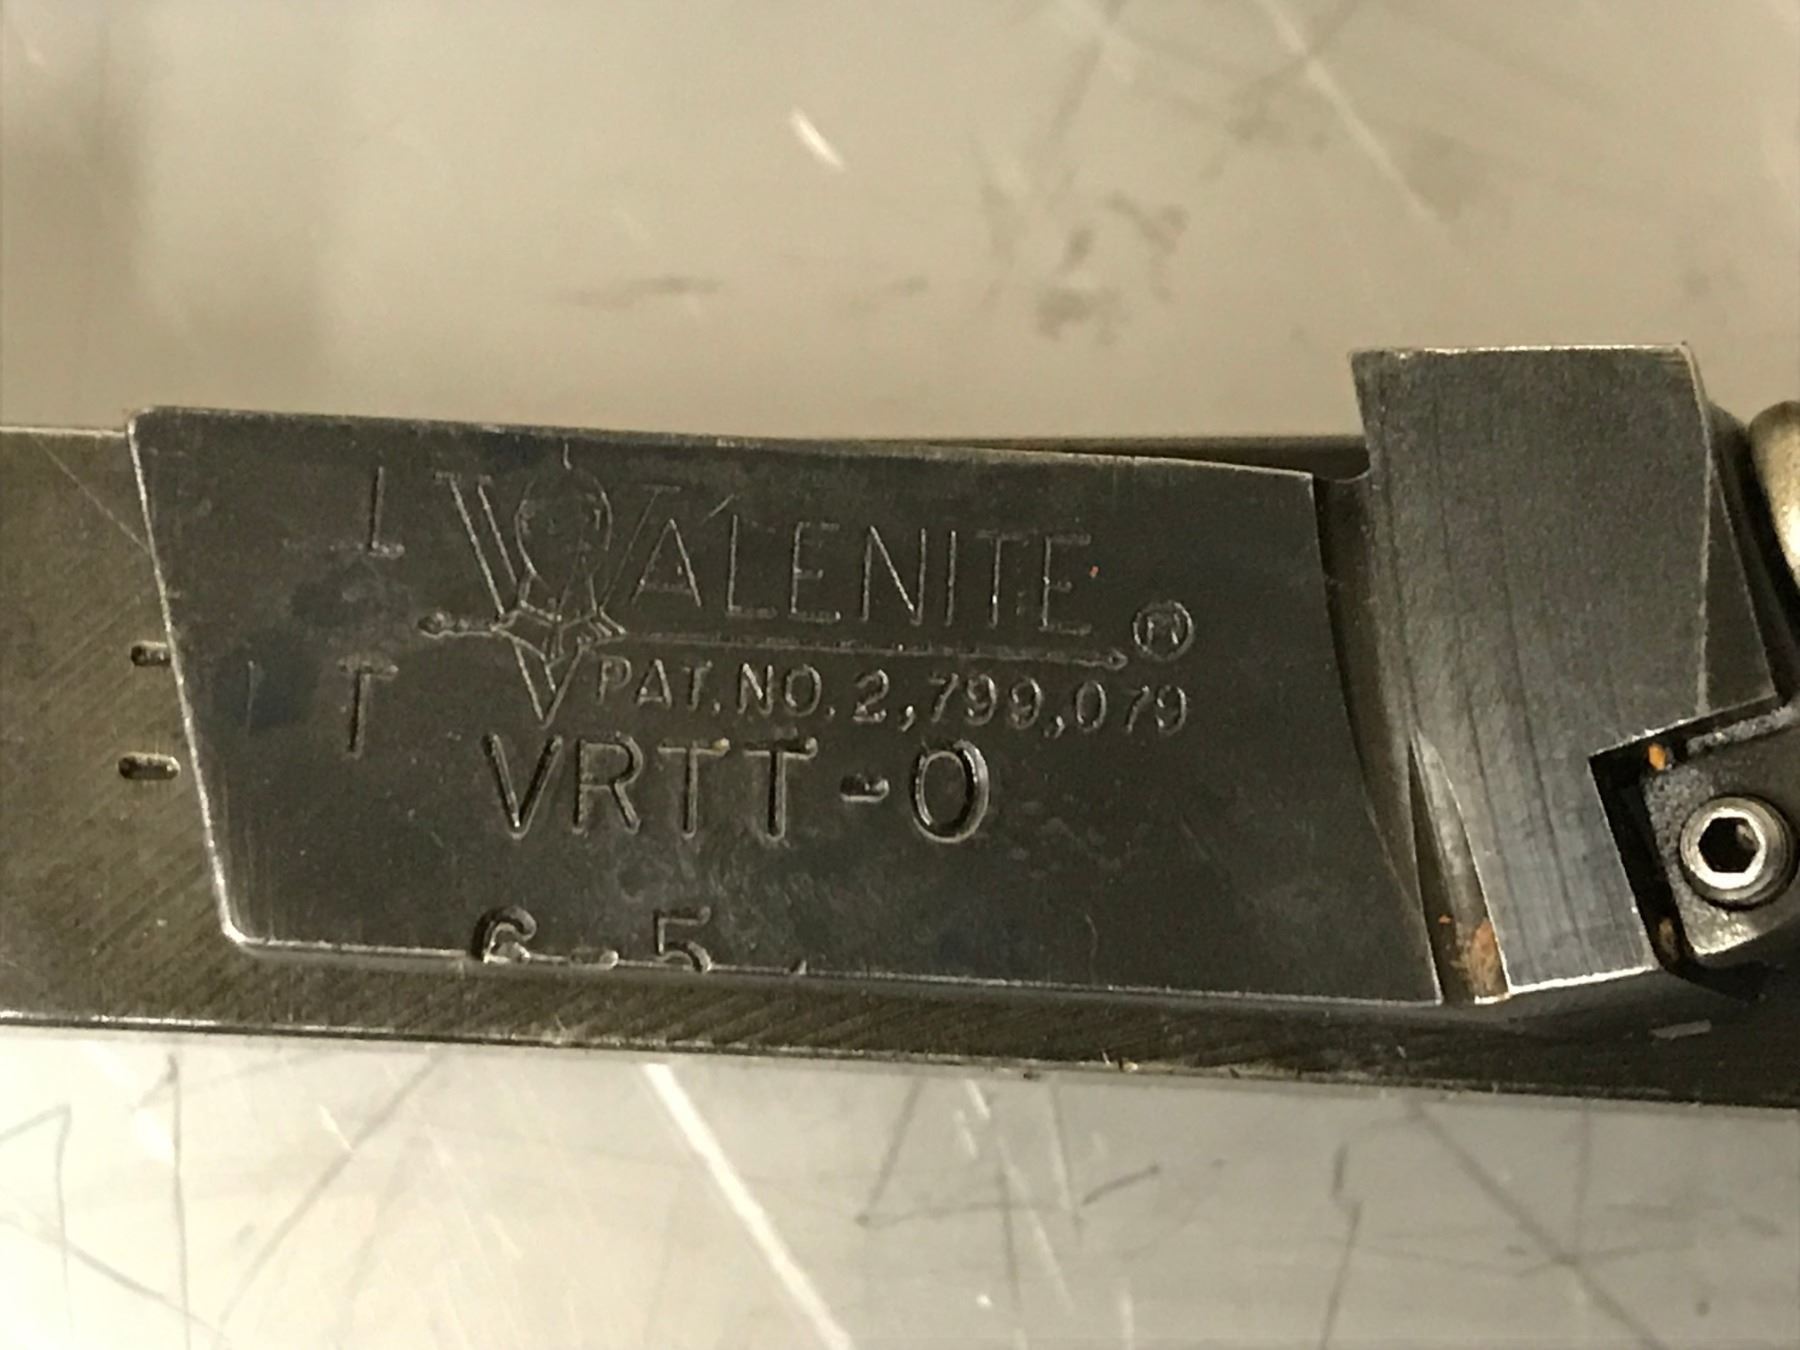 VALENITE ®
PAT. NO. 2,799,079
T
VRTT-0
6-5